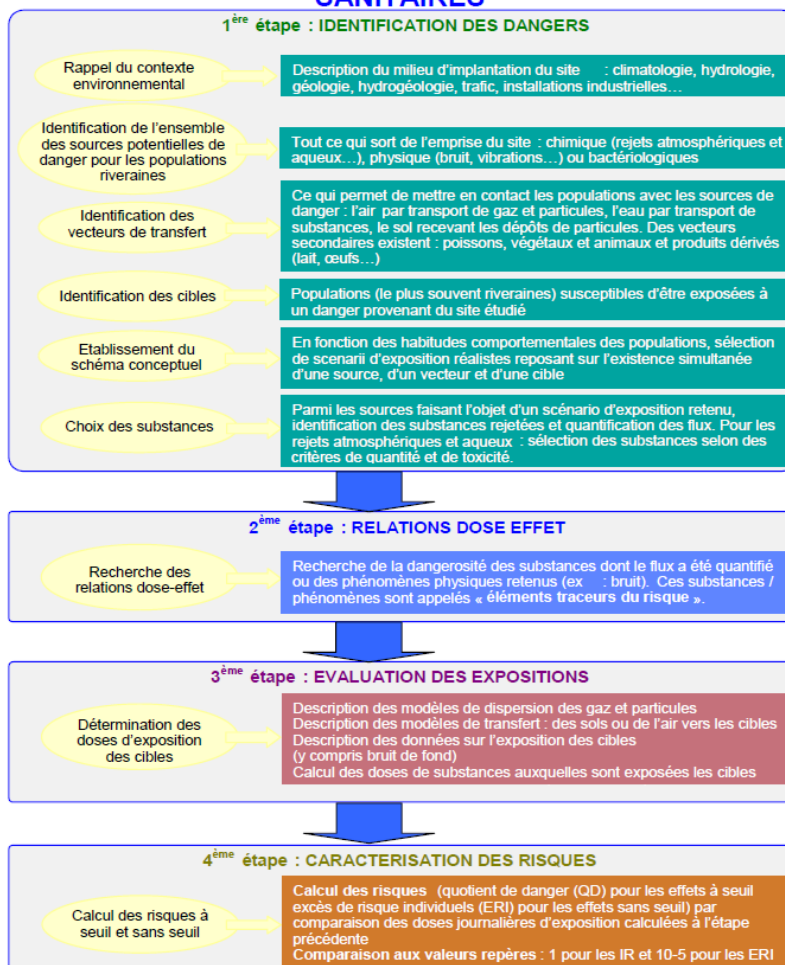 SANITAIRES
1ère étape : IDENTIFICATION DES DANGERS
Rappel du contexte
environnemental
Description du milieu d'implantation du site : climatologie, hydrologie,
géologie, hydrogéologie, trafic, installations industrielles…
Identification de l'ensemble
des sources potentielles de
danger pour les populations
riveraines
Tout ce qui sort de l'emprise du site : chimique (rejets atmosphériques et
aqueux…), physique (bruit, vibrations…) ou bactériologiques
Identification des
vecteurs de transfert
Ce qui permet de mettre en contact les populations avec les sources de
danger : l'air par transport de gaz et particules, l'eau par transport de
substances, le sol recevant les dépôts de particules. Des vecteurs
secondaires existent : poissons, végétaux et animaux et produits dérivés
(lait, œufs…)
Identification des cibles
Populations (le plus souvent riveraines) susceptibles d'être exposées à
un danger provenant du site étudié
Etablissement du
schéma conceptuel
En fonction des habitudes comportementales des populations, sélection
de scenarii d'exposition réalistes reposant sur l'existence simultanée
d'une source, d'un vecteur et d'une cible
Choix des substances
Parmi les sources faisant l'objet d'un scénario d'exposition retenu,
identification des substances rejetées et quantification des flux. Pour les
rejets atmosphériques et aqueux : sélection des substances selon des
critères de quantité et de toxicité.
2ème étape : RELATIONS DOSE EFFET
Recherche des
relations dose-effet
Recherche de la dangerosité des substances dont le flux a été quantifié
ou des phénomènes physiques retenus (ex : bruit). Ces substances /
phénomènes sont appelés « éléments traceurs du risque ».
3ème étape : EVALUATION DES EXPOSITIONS
Détermination des
doses d'exposition
des cibles
Description des modèles de dispersion des gaz et particules
Description des modèles de transfert : des sols ou de l'air vers les cibles
Description des données sur l'exposition des cibles
(y compris bruit de fond)
Calcul des doses de substances auxquelles sont exposées les cibles
4ème étape : CARACTERISATION DES RISQUES
Calcul des risques à
seuil et sans seuil
Calcul des risques (quotient de danger (QD) pour les effets à seuil
excès de risque individuels (ERI) pour les effets sans seuil) par
comparaison des doses journalières d'exposition calculées à l'étape
précédente
Comparaison aux valeurs repères : 1 pour les IR et 10-5 pour les ERI